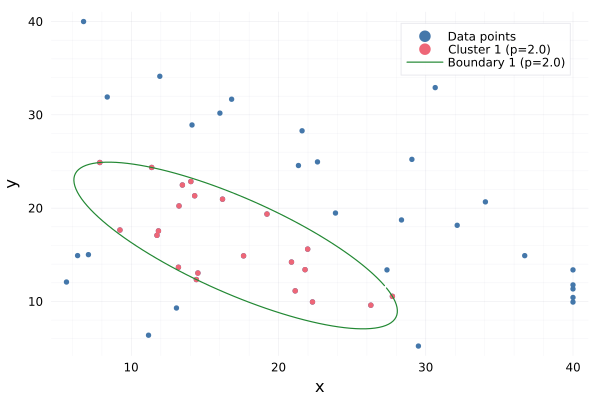 40
30
20
10
y
Data points
Cluster 1 (p=2.0)
Boundary 1 (p=2.0)
10 20 30 40
x